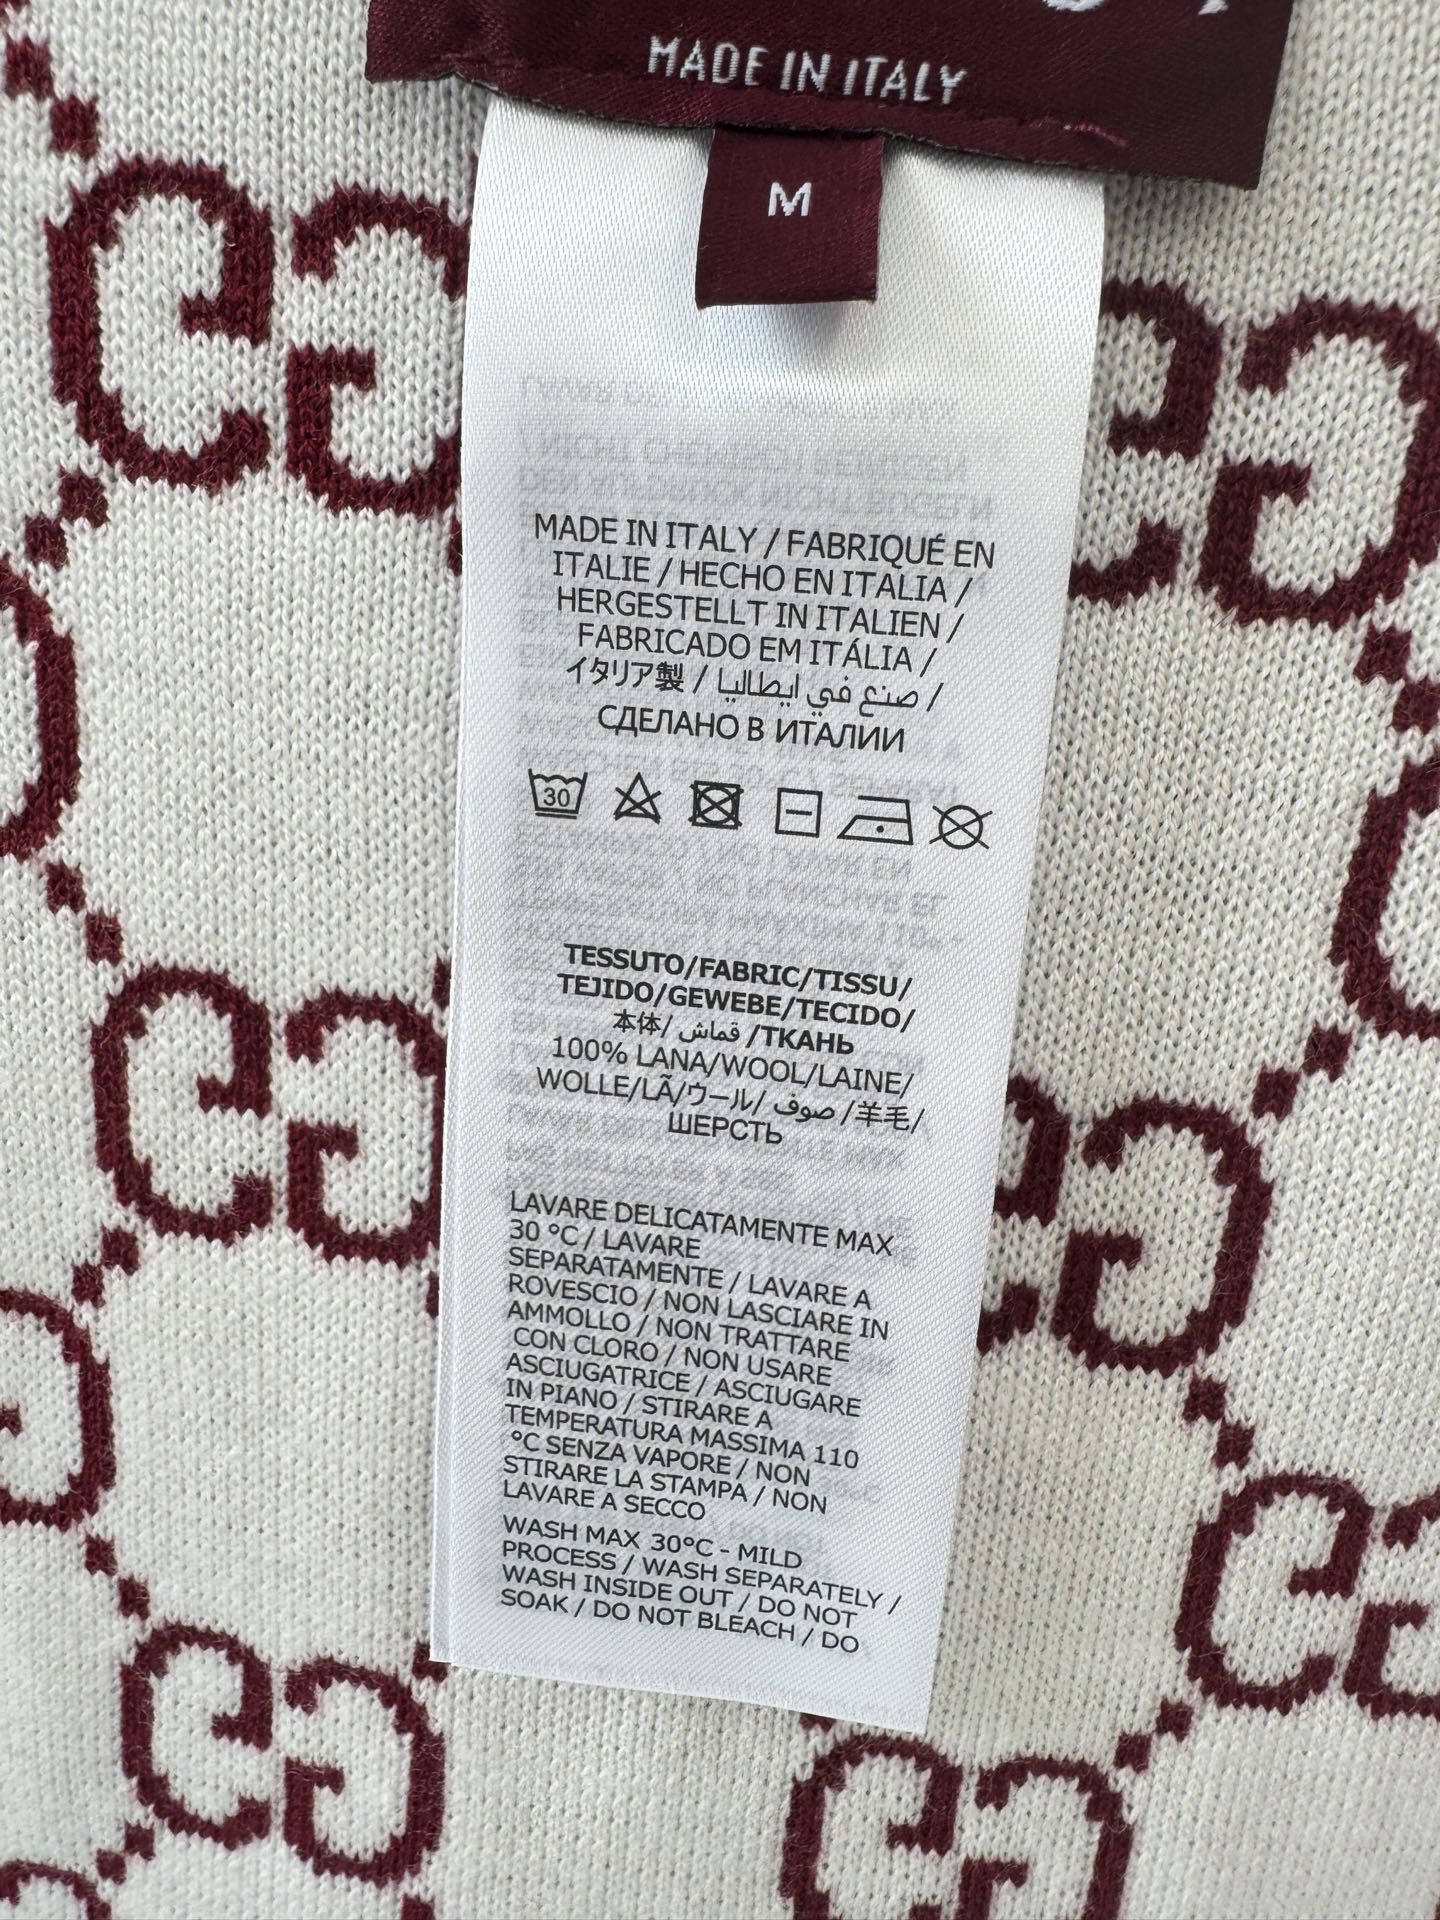 MADE IN ITALY
M
MADE IN ITALY / FABRIQUÉ EN
ITALIE / HECHO EN ITALIA /
HERGESTELLT IN ITALIEN /
FABRICADO EM ITÁLIA /
イタリア製 / صنع في ايطاليا /
СДЕЛАНО В ИТАЛИИ
30
TESSUTO/FABRIC/TISSU/
TEJIDO/GEWEBE/TECIDO/
本体/ قماش /ТКАНЬ
100% LANA/WOOL/LAINE/
WOLLE/LÃ/ウール/ صوف /羊毛/
ШЕРСТЬ
LAVARE DELICATAMENTE MAX
30 °C / LAVARE
SEPARATAMENTE / LAVARE A
ROVESCIO / NON LASCIARE IN
AMMOLLO / NON TRATTARE
CON CLORO / NON USARE
ASCIUGATRICE / ASCIUGARE
IN PIANO / STIRARE A
TEMPERATURA MASSIMA 110
°C SENZA VAPORE / NON
STIRARE LA STAMPA / NON
LAVARE A SECCO
WASH MAX 30°C - MILD
PROCESS / WASH SEPARATELY /
WASH INSIDE OUT / DO NOT
SOAK / DO NOT BLEACH / DO